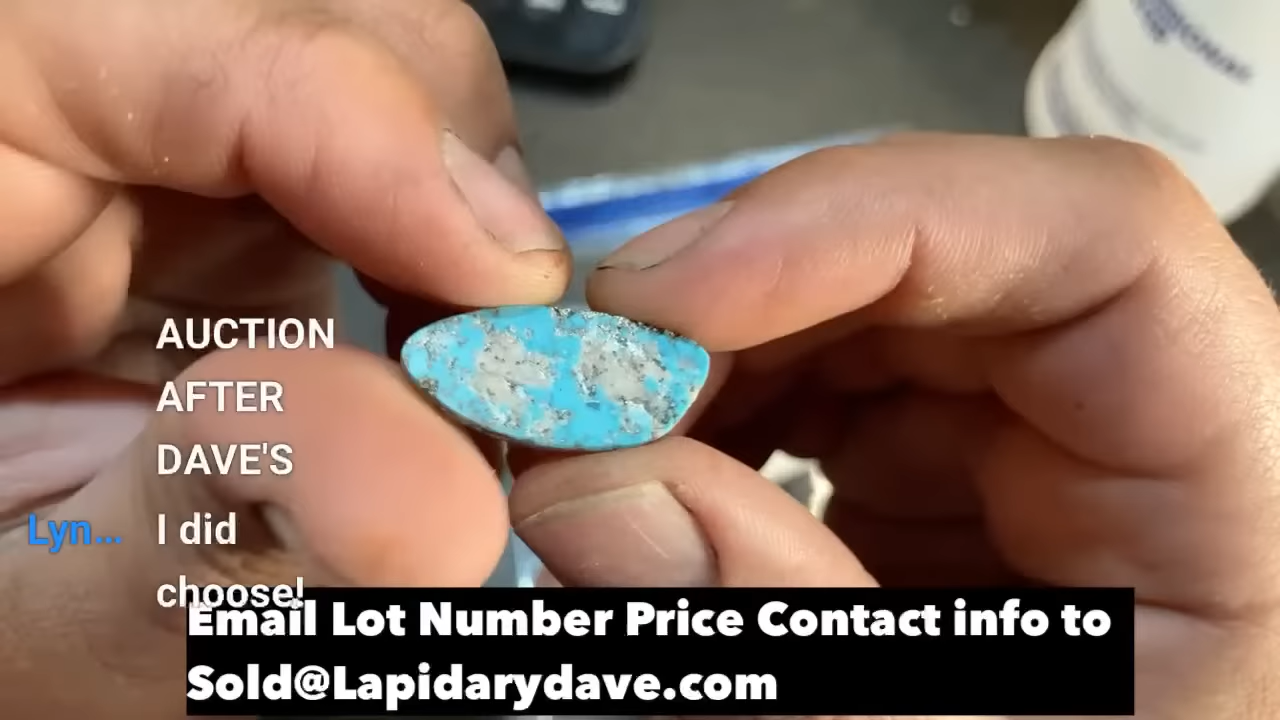 AUCTION
AFTER
DAVE'S
Lyn... I did
choose!
Email Lot Number Price Contact info to
Sold@Lapidarydave.com